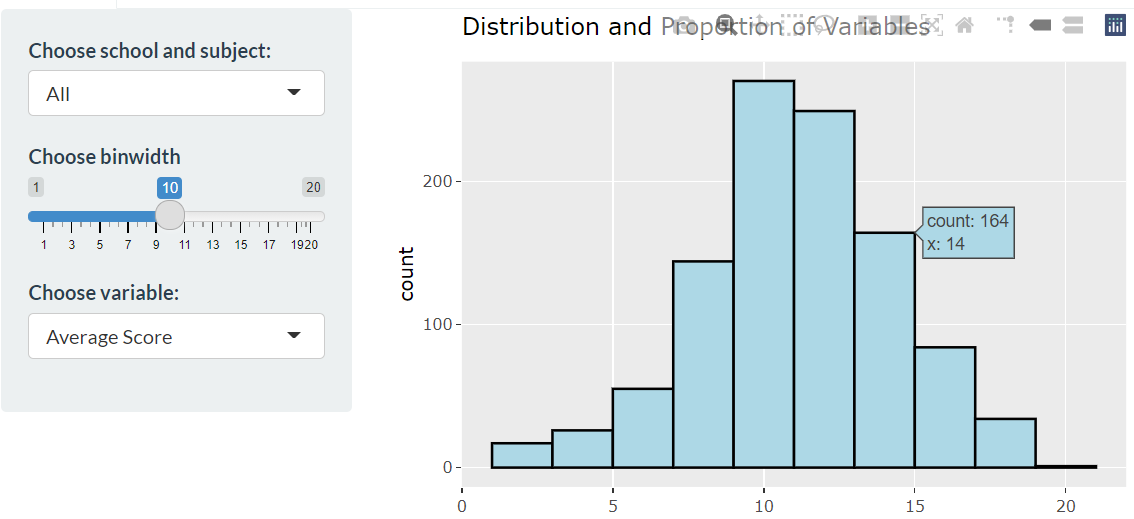 Choose school and subject:
All
Choose binwidth
1 10 20
1 3 5 7 9 11 13 15 17 19 20
Choose variable:
Average Score
Distribution and Proportion of Variables
count
200
100
0
count: 164
x: 14
0 5 10 15 20